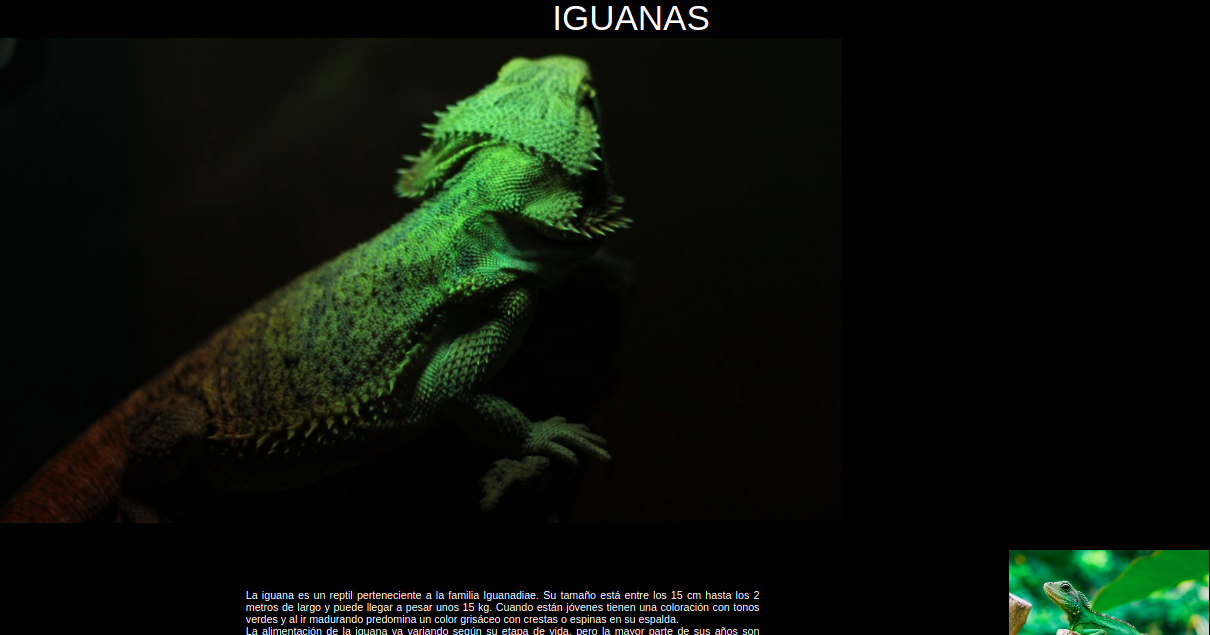 IGUANAS
La iguana es un reptil perteneciente a la familia Iguanadiae. Su tamaño está entre los 15 cm hasta los 2
metros de largo y puede llegar a pesar unos 15 kg. Cuando están jóvenes tienen una coloración con tonos
verdes y al ir madurando predomina un color grisáceo con crestas o espinas en su espalda.
La alimentación de la iguana va variando según su etapa de vida, pero la mayor parte de sus años son